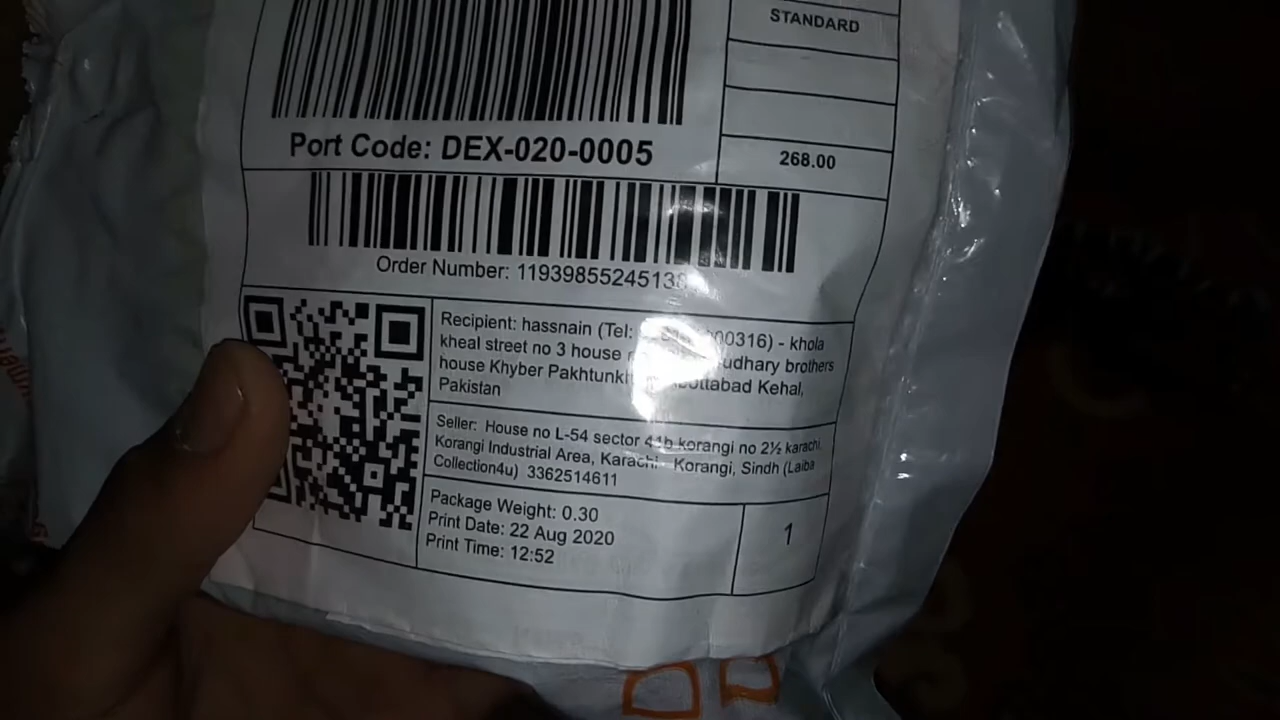 STANDARD
Port Code: DEX-020-0005
268.00
Order Number: 11939855245138
Recipient: hassnain (Tel: 00316) - khola
kheal street no 3 house brothers
house Khyber Abottabad Kehal,
Pakistan
Seller: House no L-54 sector 41b korangi no 2½ karachi,
Korangi Industrial Area, Karachi - Korangi, Sindh (Laiba
Collection4u) 3362514611
Package Weight: 0.30
Print Date: 22 Aug 2020
Print Time: 12:52
1